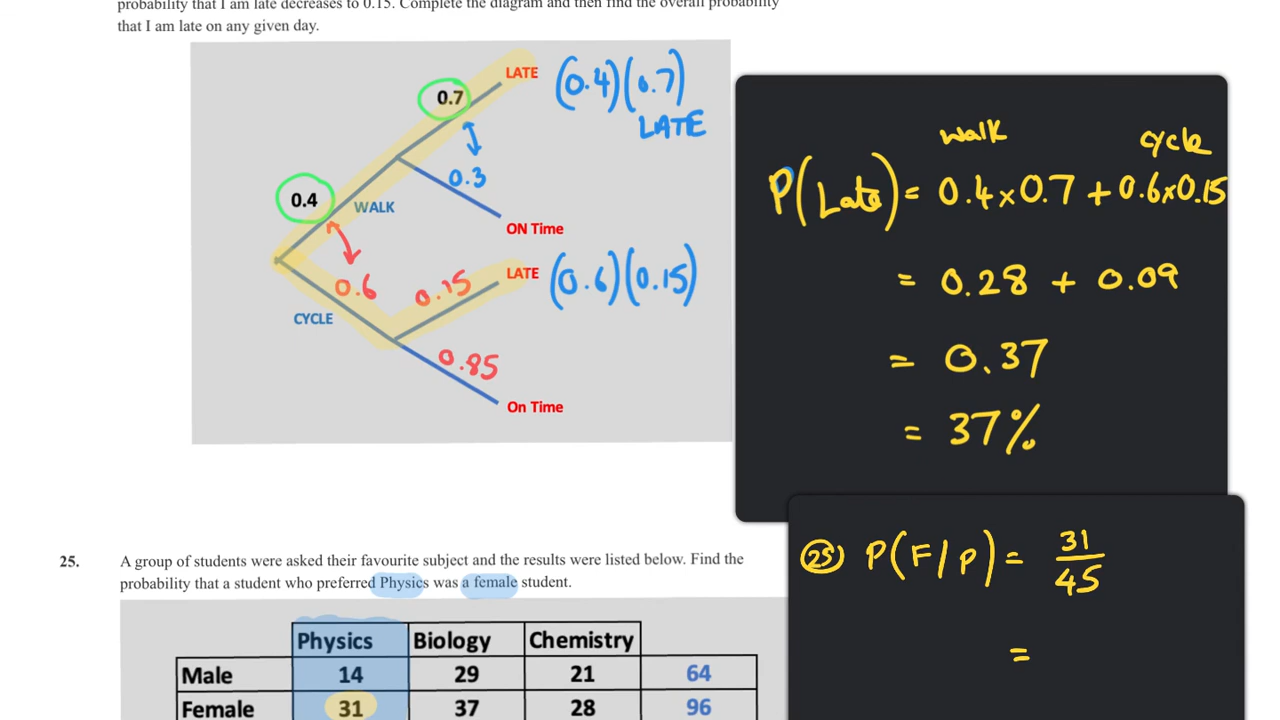 probability that I am late decreases to 0.15. Complete the diagram and then find the overall probability
that I am late on any given day.
LATE (0.4)(0.7)
0.7
LATE
0.3
0.4
WALK
ON Time
LATE (0.6)(0.15)
0.6
0.15
CYCLE
0.85
On Time
walk cycle
P(Late) = 0.4 x 0.7 + 0.6x0.15
= 0.28 + 0.09
= 0.37
= 37%
25. A group of students were asked their favourite subject and the results were listed below. Find the
probability that a student who preferred Physics was a female student.
Physics Biology Chemistry
Male 14 29 21 64
Female 31 37 28 96
25) P(F/P) = 31
45
=